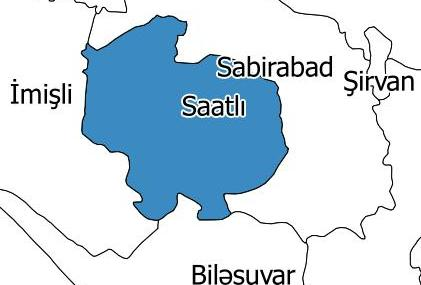 Sabirabad
Şirvan
İmişli
Saatlı
Biləsuvar